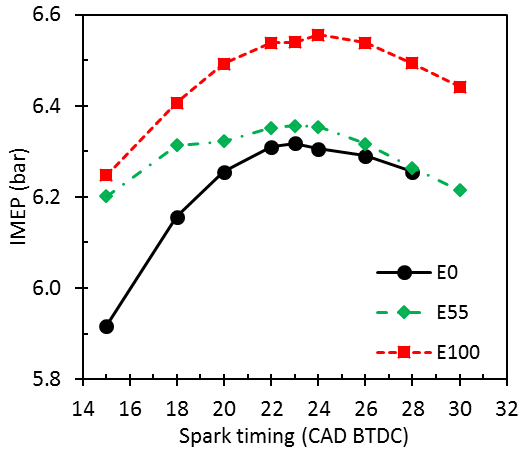 6.6
6.4
6.2
6.0
5.8
IMEP (bar)
E0
E55
E100
14 16 18 20 22 24 26 28 30 32
Spark timing (CAD BTDC)